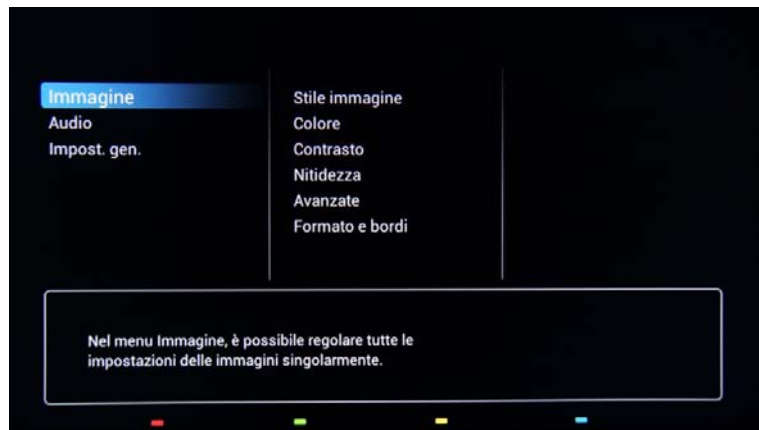 Immagine
Audio
Impost. gen.
Stile immagine
Colore
Contrasto
Nitidezza
Avanzate
Formato e bordi
Nel menu Immagine, è possibile regolare tutte le
impostazioni delle immagini singolarmente.